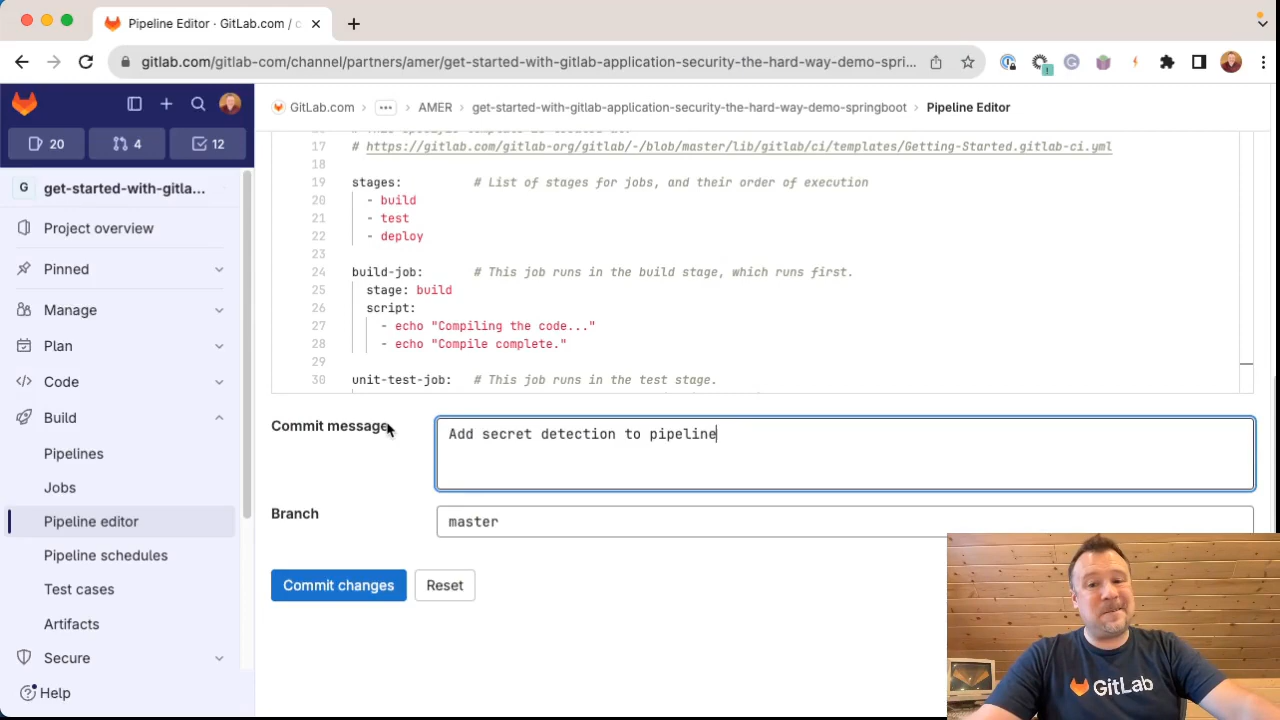 Pipeline Editor · GitLab.com / c
gitlab.com/gitlab-com/channel/partners/amer/get-started-with-gitlab-application-security-the-hard-way-demo-spri...
20
4
12
GitLab.com
AMER
get-started-with-gitlab-application-security-the-hard-way-demo-springboot
Pipeline Editor
G get-started-with-gitla...
Project overview
Pinned
Manage
Plan
Code
Build
Pipelines
Jobs
Pipeline editor
Pipeline schedules
Test cases
Artifacts
Secure
Help
17 # https://gitlab.com/gitlab-org/gitlab/-/blob/master/lib/gitlab/ci/templates/Getting-Started.gitlab-ci.yml
18
19 stages: # List of stages for jobs, and their order of execution
20 - build
21 - test
22 - deploy
23
24 build-job: # This job runs in the build stage, which runs first.
25 stage: build
26 script:
27 - echo "Compiling the code..."
28 - echo "Compile complete."
29
30 unit-test-job: # This job runs in the test stage.
Commit message
Add secret detection to pipeline
Branch
master
Commit changes
Reset
GitLab